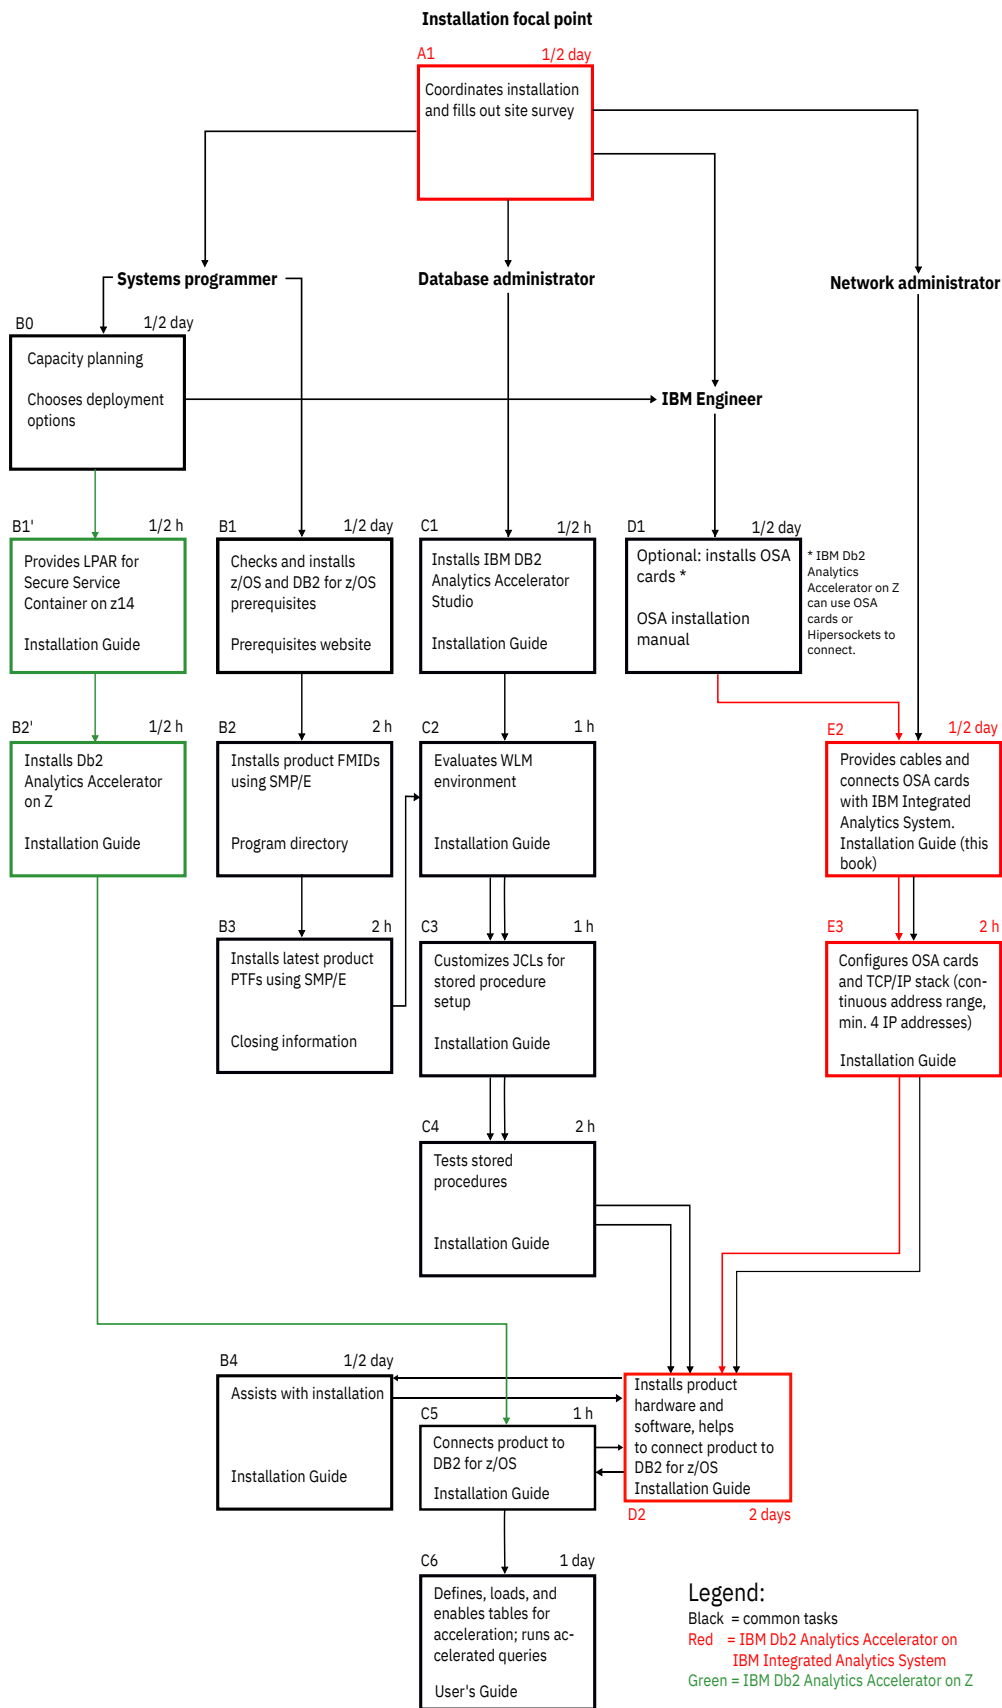 Installation focal point
A1 1/2 day
Coordinates installation
and fills out site survey
Systems programmer
Database administrator
Network administrator
B0 1/2 day
Capacity planning
Chooses deployment
options
IBM Engineer
B1' 1/2 h
Provides LPAR for
Secure Service
Container on z14
Installation Guide
B1 1/2 day
Checks and installs
z/OS and DB2 for z/OS
prerequisites
Prerequisites website
C1 1/2 h
Installs IBM DB2
Analytics Accelerator
Studio
Installation Guide
D1 1/2 day
Optional: installs OSA
cards *
OSA installation
manual
* IBM Db2
Analytics
Accelerator on Z
can use OSA
cards or
Hipersockets to
connect.
B2' 1/2 h
Installs Db2
Analytics Accelerator
on Z
Installation Guide
B2 2 h
Installs product FMIDs
using SMP/E
Program directory
C2 1 h
Evaluates WLM
environment
Installation Guide
E2 1/2 day
Provides cables and
connects OSA cards
with IBM Integrated
Analytics System.
Installation Guide (this
book)
B3 2 h
Installs latest product
PTFs using SMP/E
Closing information
C3 1 h
Customizes JCLs for
stored procedure
setup
Installation Guide
E3 2 h
Configures OSA cards
and TCP/IP stack (con-
tinuous address range,
min. 4 IP addresses)
Installation Guide
C4 2 h
Tests stored
procedures
Installation Guide
B4 1/2 day
Assists with installation
Installation Guide
C5 1 h
Connects product to
DB2 for z/OS
Installation Guide
Installs product
hardware and
software, helps
to connect product to
DB2 for z/OS
Installation Guide
D2 2 days
C6 1 day
Defines, loads, and
enables tables for
acceleration; runs ac-
celerated queries
User's Guide
Legend:
Black = common tasks
Red = IBM Db2 Analytics Accelerator on
IBM Integrated Analytics System
Green = IBM Db2 Analytics Accelerator on Z